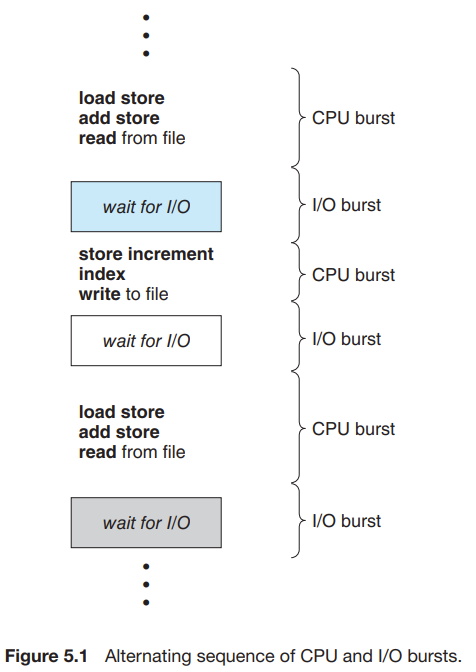 load store
add store
read from file
CPU burst
wait for I/O
I/O burst
store increment
index
write to file
CPU burst
wait for I/O
I/O burst
load store
add store
read from file
CPU burst
wait for I/O
I/O burst
Figure 5.1 Alternating sequence of CPU and I/O bursts.